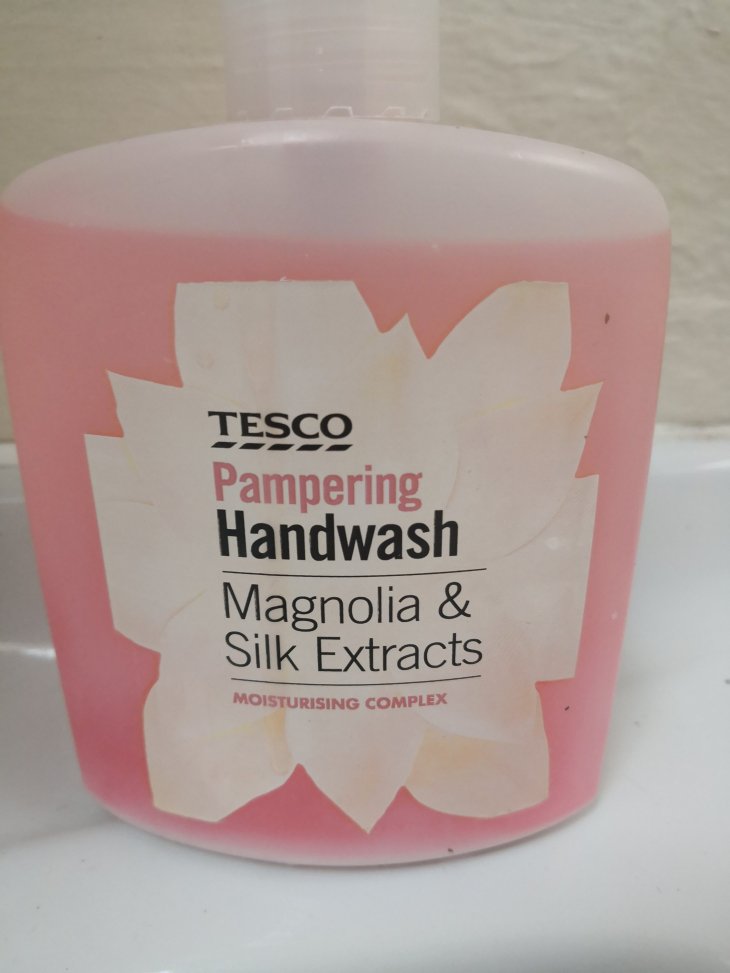 TESCO
Pampering
Handwash
Magnolia &
Silk Extracts
MOISTURISING COMPLEX